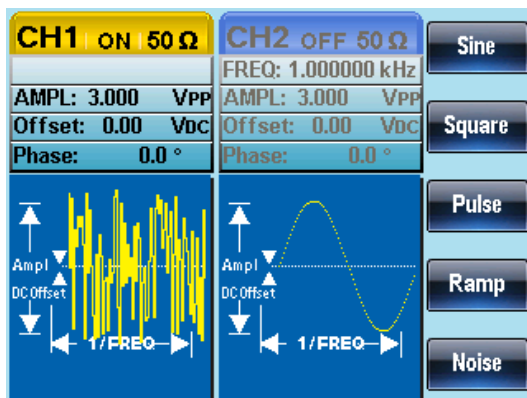 CH1 ON 50 Ω
AMPL: 3.000 VPP
Offset: 0.00 VDC
Phase: 0.0 °
Ampl
DC Offset
1/FREQ
CH2 OFF 50 Ω
FREQ: 1.000000 kHz
AMPL: 3.000 VPP
Offset: 0.00 VDC
Phase: 0.0 °
Ampl
DC Offset
1/FREQ
Sine
Square
Pulse
Ramp
Noise